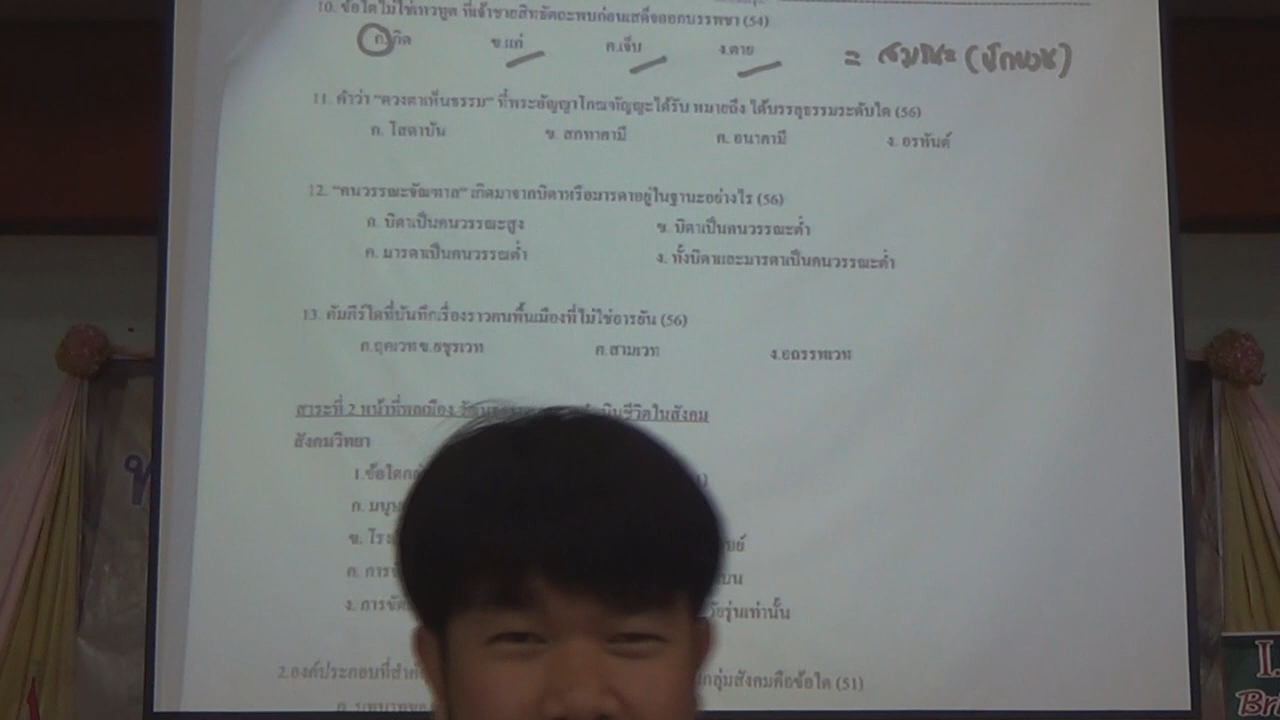 10. ข้อใดไม่ใช่เทวทูต ที่เจ้าชายสิทธัตถะพบก่อนเสด็จออกบรรพชา (54)
ก.เกิด ข.แก่ ค.เจ็บ ง.ตาย = สมณะ (นักบวช)
11. คำว่า "ดวงตาเห็นธรรม" ที่พระอัญญาโกณฑัญญะได้รับ หมายถึง ได้บรรลุธรรมระดับใด (56)
ก. โสดาบัน ข. สกทาคามี ค. อนาคามี ง. อรหันต์
12. "คนวรรณะจัณฑาล" เกิดมาจากบิดาหรือมารดาอยู่ในฐานะอย่างไร (56)
ก. บิดาเป็นคนวรรณะสูง ข. บิดาเป็นคนวรรณะต่ำ
ค. มารดาเป็นคนวรรณะต่ำ ง. ทั้งบิดาและมารดาเป็นคนวรรณะต่ำ
13. คัมภีร์ใดที่บันทึกเรื่องราวคนพื้นเมืองที่ไม่ใช่อารยัน (56)
ก.ฤคเวท ข.ยชุรเวท ค.สามเวท ง.อถรรพเวท
สาระที่ 2 หน้าที่พลเมือง ชีวิตในสังคม
สังคมวิทยา
1.ข้อใด
ก.
ข.
ค. การ
ง. การ วัยรุ่นเท่านั้น
2.องค์ประกอบที่ กลุ่มสังคมคือข้อใด (51)
I.
Br